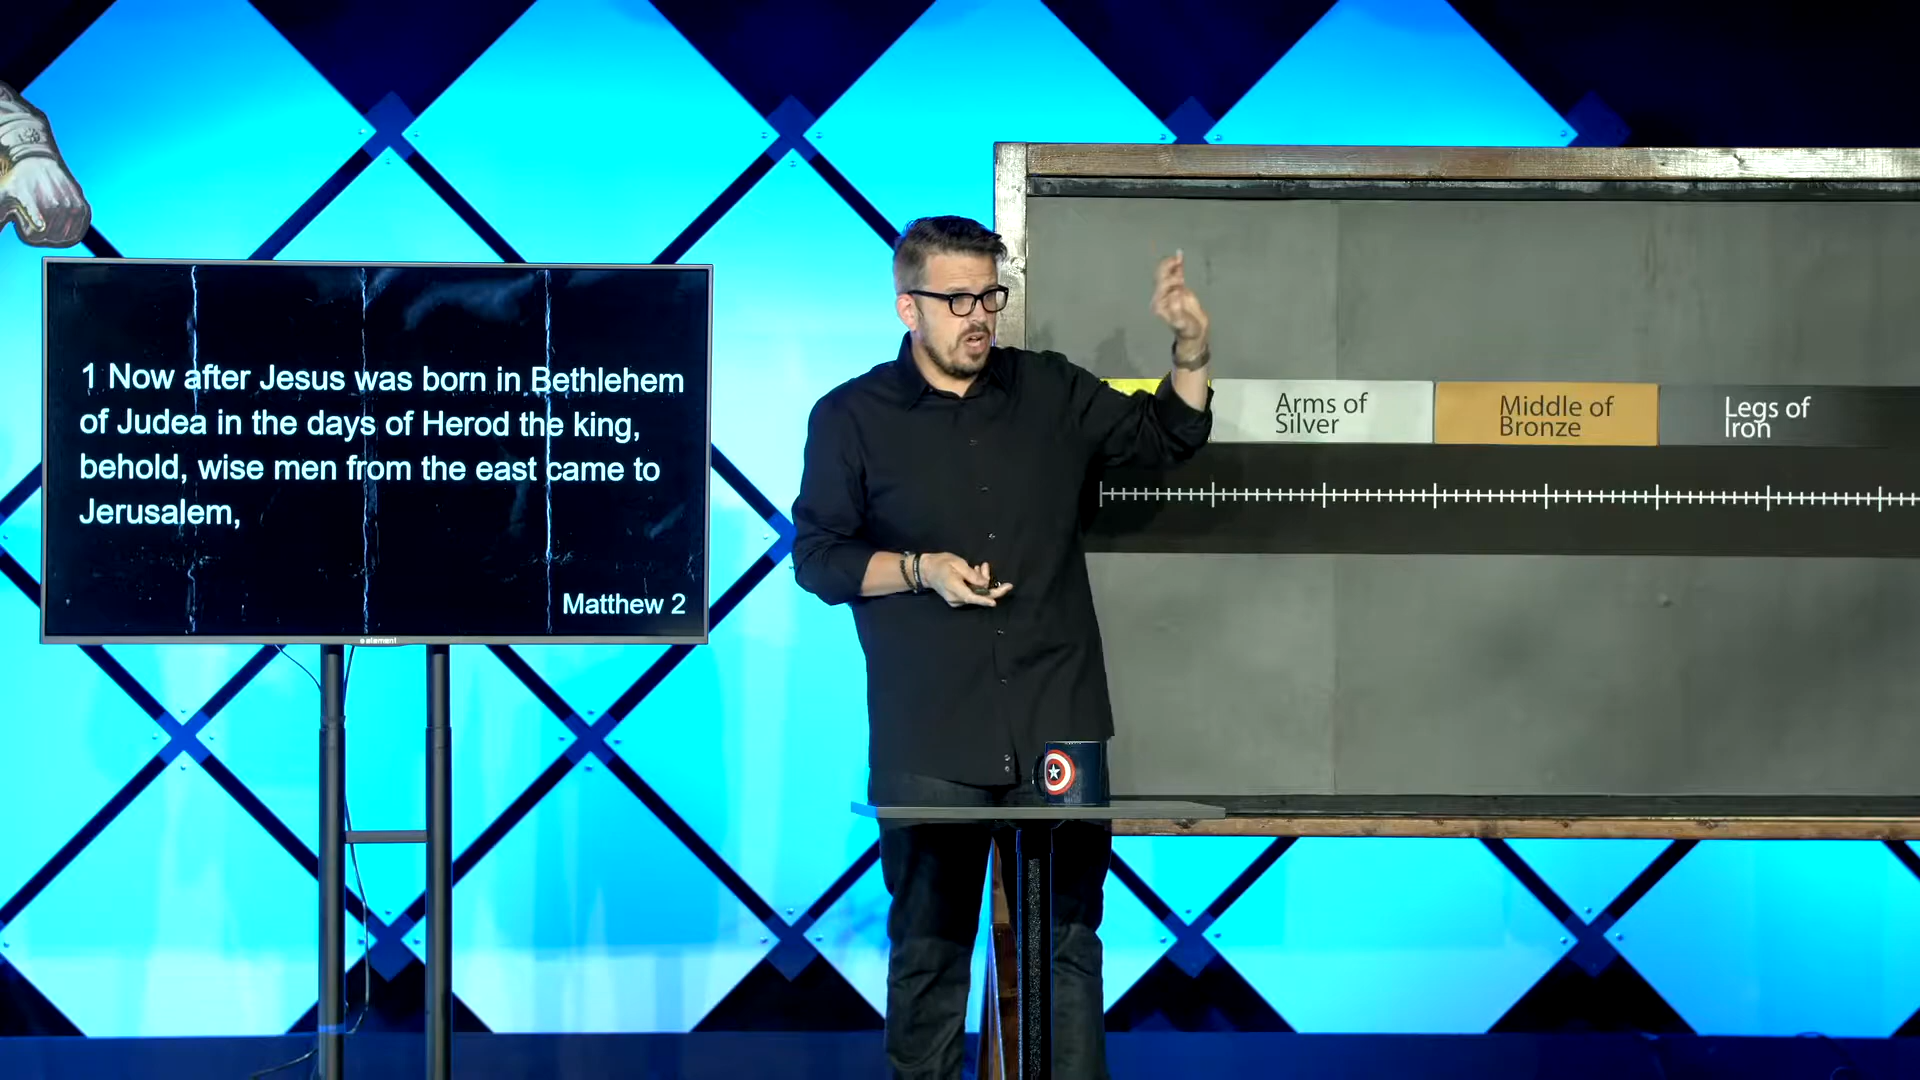 1 Now after Jesus was born in Bethlehem
of Judea in the days of Herod the king,
behold, wise men from the east came to
Jerusalem,
Matthew 2
element
Arms of
Silver
Middle of
Bronze
Legs of
Iron